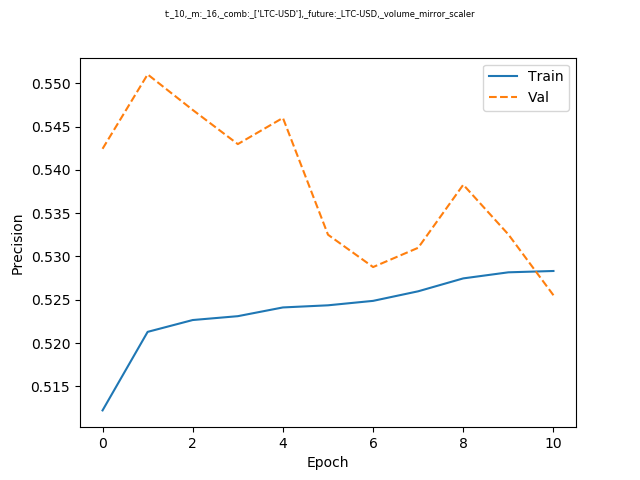 t:_10,_m:_16,_comb:_['LTC-USD'],_future:_LTC-USD,_volume_mirror_scaler
Train
Val
Precision
0.550
0.545
0.540
0.535
0.530
0.525
0.520
0.515
0 2 4 6 8 10
Epoch